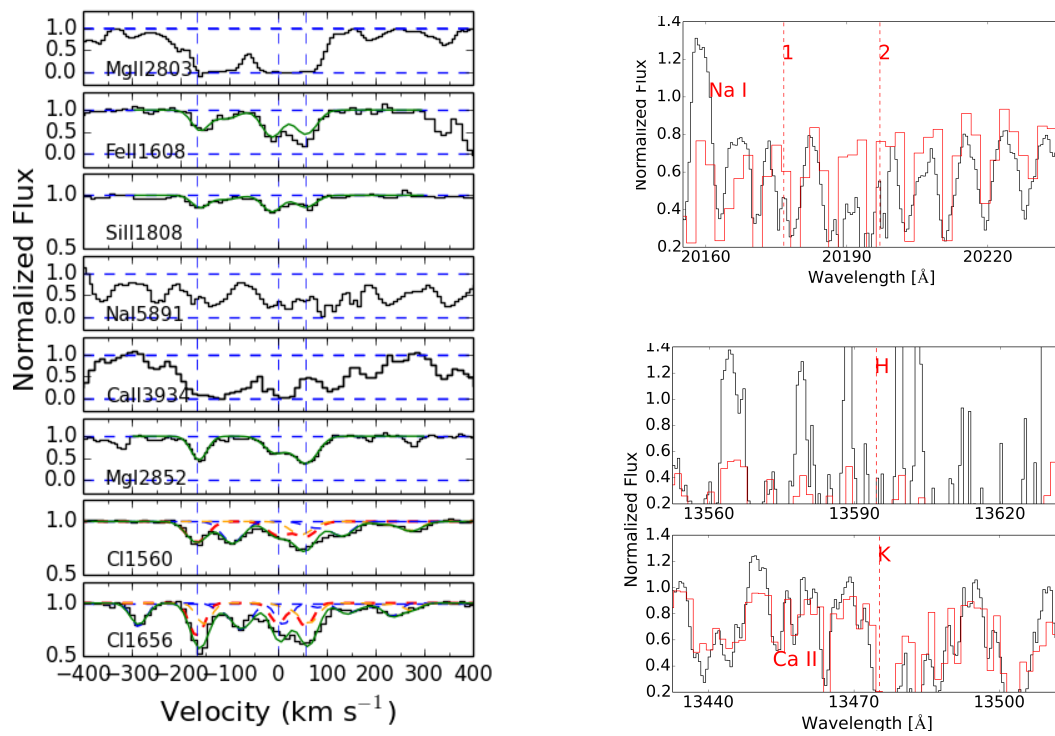 Normalized Flux
1.0
0.5
0.0
MgII2803
1.0
0.5
0.0
FeII1608
1.0
0.5
SiII1808
1.0
0.5
0.0
NaI5891
1.0
0.5
0.0
CaII3934
1.0
0.5
0.0
MgI2852
1.0
0.5
CI1560
1.0
0.5
CI1656
−400 −300 −200 −100 0 100 200 300 400
Velocity (km s⁻¹)
Normalized Flux
1.4
1.2
1.0
0.8
0.6
0.4
0.2
1
2
Na I
20160 20190 20220
Wavelength [Å]
Normalized Flux
1.4
1.2
1.0
0.8
0.6
0.4
0.2
H
13560 13590 13620
Normalized Flux
1.4
1.2
1.0
0.8
0.6
0.4
0.2
K
Ca II
13440 13470 13500
Wavelength [Å]